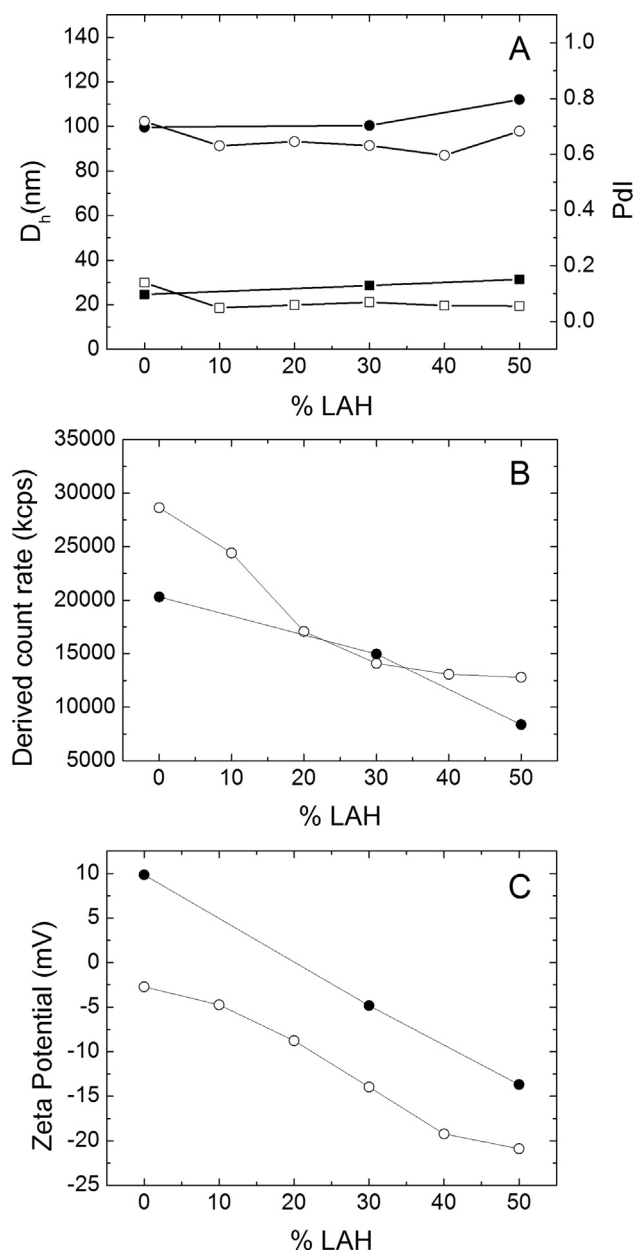 A
140
120
100
80
60
40
20
0
D_h(nm)
1.0
0.8
0.6
0.4
0.2
0.0
PdI
0 10 20 30 40 50
% LAH
B
35000
30000
25000
20000
15000
10000
5000
Derived count rate (kcps)
0 10 20 30 40 50
% LAH
C
10
5
0
-5
-10
-15
-20
-25
Zeta Potential (mV)
0 10 20 30 40 50
% LAH